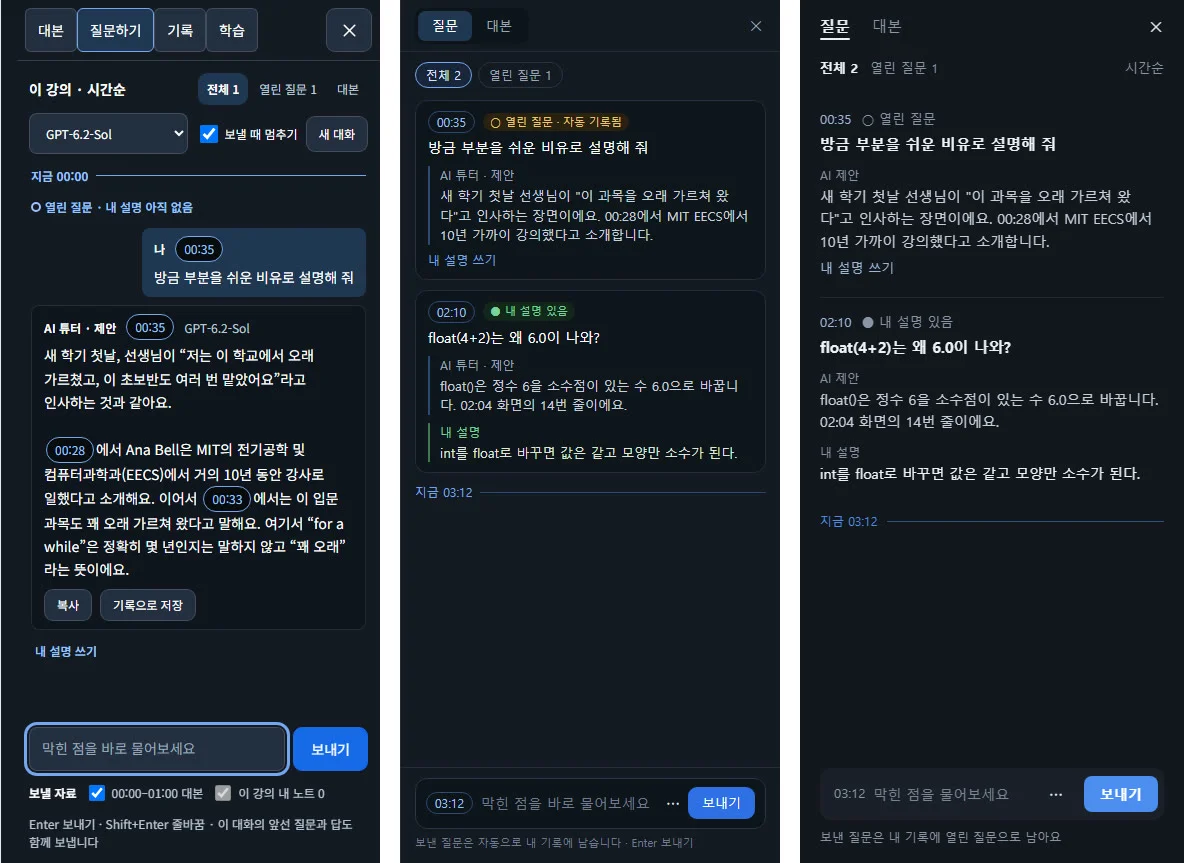 대본 질문하기 기록 학습 ×
이 강의 · 시간순 전체 1 열린 질문 1 대본
GPT-6.2-Sol 보낼 때 멈추기 새 대화
지금 00:00
열린 질문 · 내 설명 아직 없음
나 00:35
방금 부분을 쉬운 비유로 설명해 줘
AI 튜터 · 제안 00:35 GPT-6.2-Sol
새 학기 첫날, 선생님이 “저는 이 학교에서 오래
가르쳤고, 이 초보반도 여러 번 맡았어요”라고
인사하는 것과 같아요.
00:28 에서 Ana Bell은 MIT의 전기공학 및
컴퓨터과학과(EECS)에서 거의 10년 동안 강사로
일했다고 소개해요. 이어서 00:33 에서는 이 입문
과목도 꽤 오래 가르쳐 왔다고 말해요. 여기서 “for a
while”은 정확히 몇 년인지는 말하지 않고 “꽤 오래”
라는 뜻이에요.
복사 기록으로 저장
내 설명 쓰기
막힌 점을 바로 물어보세요 보내기
보낼 자료 00:00–01:00 대본 이 강의 내 노트 0
Enter 보내기 · Shift+Enter 줄바꿈 · 이 대화의 앞선 질문과 답도
함께 보냅니다
질문 대본 ×
전체 2 열린 질문 1
00:35 열린 질문 · 자동 기록됨
방금 부분을 쉬운 비유로 설명해 줘
AI 튜터 · 제안
새 학기 첫날 선생님이 "이 과목을 오래 가르쳐 왔
다"고 인사하는 장면이에요. 00:28에서 MIT EECS에서
10년 가까이 강의했다고 소개합니다.
내 설명 쓰기
02:10 내 설명 있음
float(4+2)는 왜 6.0이 나와?
AI 튜터 · 제안
float()은 정수 6을 소수점이 있는 수 6.0으로 바꿉니
다. 02:04 화면의 14번 줄이에요.
내 설명
int를 float로 바꾸면 값은 같고 모양만 소수가 된다.
지금 03:12
03:12 막힌 점을 바로 물어보세요 ··· 보내기
보낸 질문은 자동으로 내 기록에 남습니다 · Enter 보내기
질문 대본 ×
전체 2 열린 질문 1 시간순
00:35 열린 질문
방금 부분을 쉬운 비유로 설명해 줘
AI 제안
새 학기 첫날 선생님이 "이 과목을 오래 가르쳐 왔
다"고 인사하는 장면이에요. 00:28에서 MIT EECS에서
10년 가까이 강의했다고 소개합니다.
내 설명 쓰기
02:10 내 설명 있음
float(4+2)는 왜 6.0이 나와?
AI 제안
float()은 정수 6을 소수점이 있는 수 6.0으로 바꿉니다.
02:04 화면의 14번 줄이에요.
내 설명
int를 float로 바꾸면 값은 같고 모양만 소수가 된다.
지금 03:12
03:12 막힌 점을 물어보세요 ··· 보내기
보낸 질문은 내 기록에 열린 질문으로 남아요